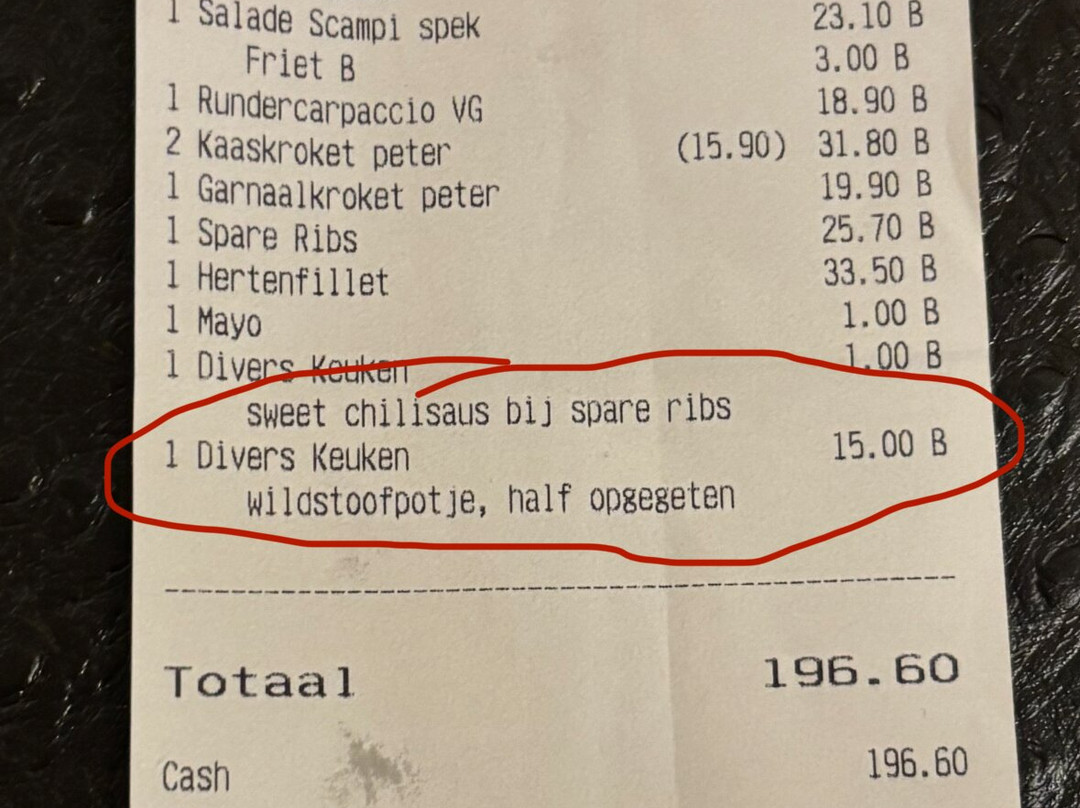 1 Salade Scampi spek 23.10 B
Friet B 3.00 B
1 Rundercarpaccio VG 18.90 B
2 Kaaskroket peter (15.90) 31.80 B
1 Garnaalkroket peter 19.90 B
1 Spare Ribs 25.70 B
1 Hertenfillet 33.50 B
1 Mayo 1.00 B
1 Divers Keuken 1.00 B
sweet chilisaus bij spare ribs
1 Divers Keuken 15.00 B
wildstoofpotje, half opgegeten
Totaal 196.60
Cash 196.60